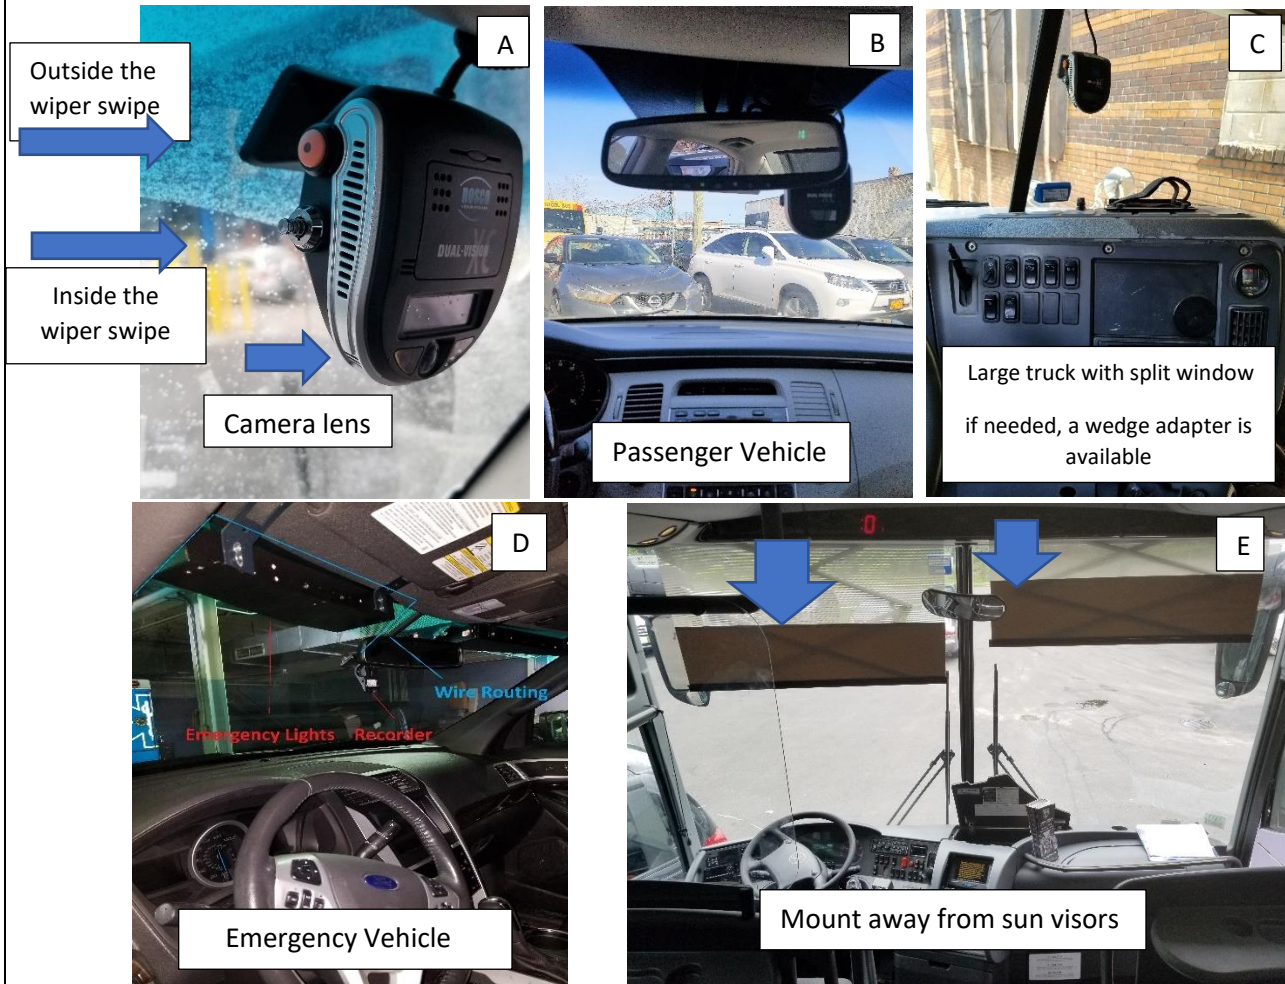 A
Outside the
wiper swipe
Inside the
wiper swipe
ROSCO
DUAL-VISION
XC
Camera lens
B
Passenger Vehicle
C
Large truck with split window
if needed, a wedge adapter is
available
D
Wire Routing
Emergency Lights
Recorder
Emergency Vehicle
E
:0
Mount away from sun visors